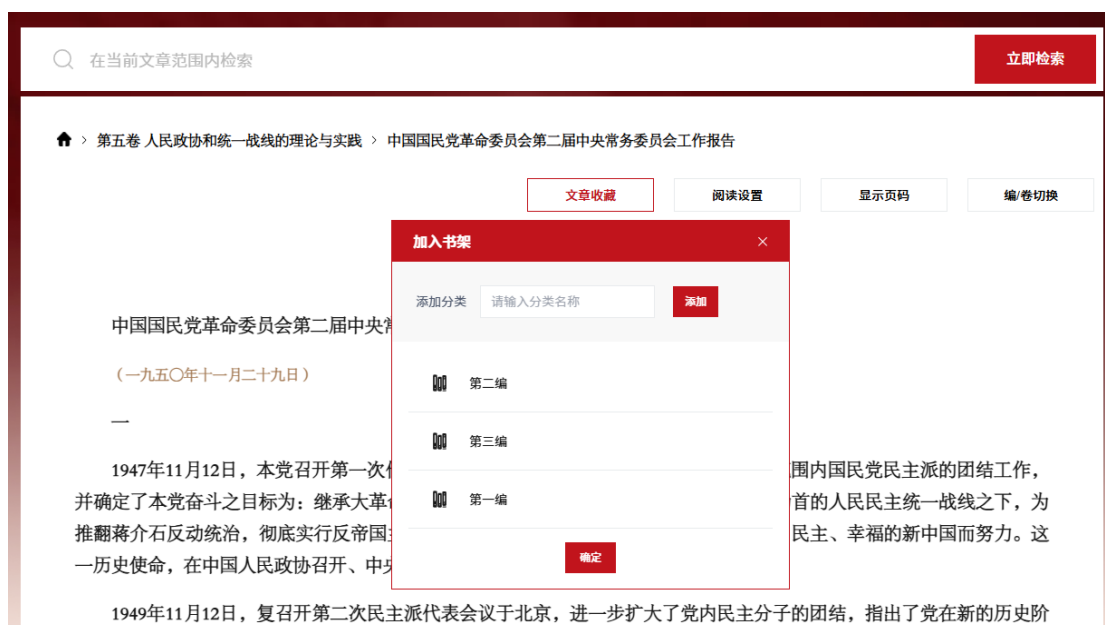 在当前文章范围内检索
立即检索
> 第五卷 人民政协和统一战线的理论与实践 > 中国国民党革命委员会第二届中央常务委员会工作报告
文章收藏
阅读设置
显示页码
编/卷切换
加入书架
添加分类
请输入分类名称
添加
第二编
第三编
第一编
确定
中国国民党革命委员会第二届中央
（一九五〇年十一月二十九日）
一
1947年11月12日，本党召开第一次
围内国民党民主派的团结工作，
并确定了本党奋斗之目标为：继承大革
首的人民民主统一战线之下，为
推翻蒋介石反动统治，彻底实行反帝国
民主、幸福的新中国而努力。这
一历史使命，在中国人民政协召开、中
1949年11月12日，复召开第二次民主派代表会议于北京，进一步扩大了党内民主分子的团结，指出了党在新的历史阶